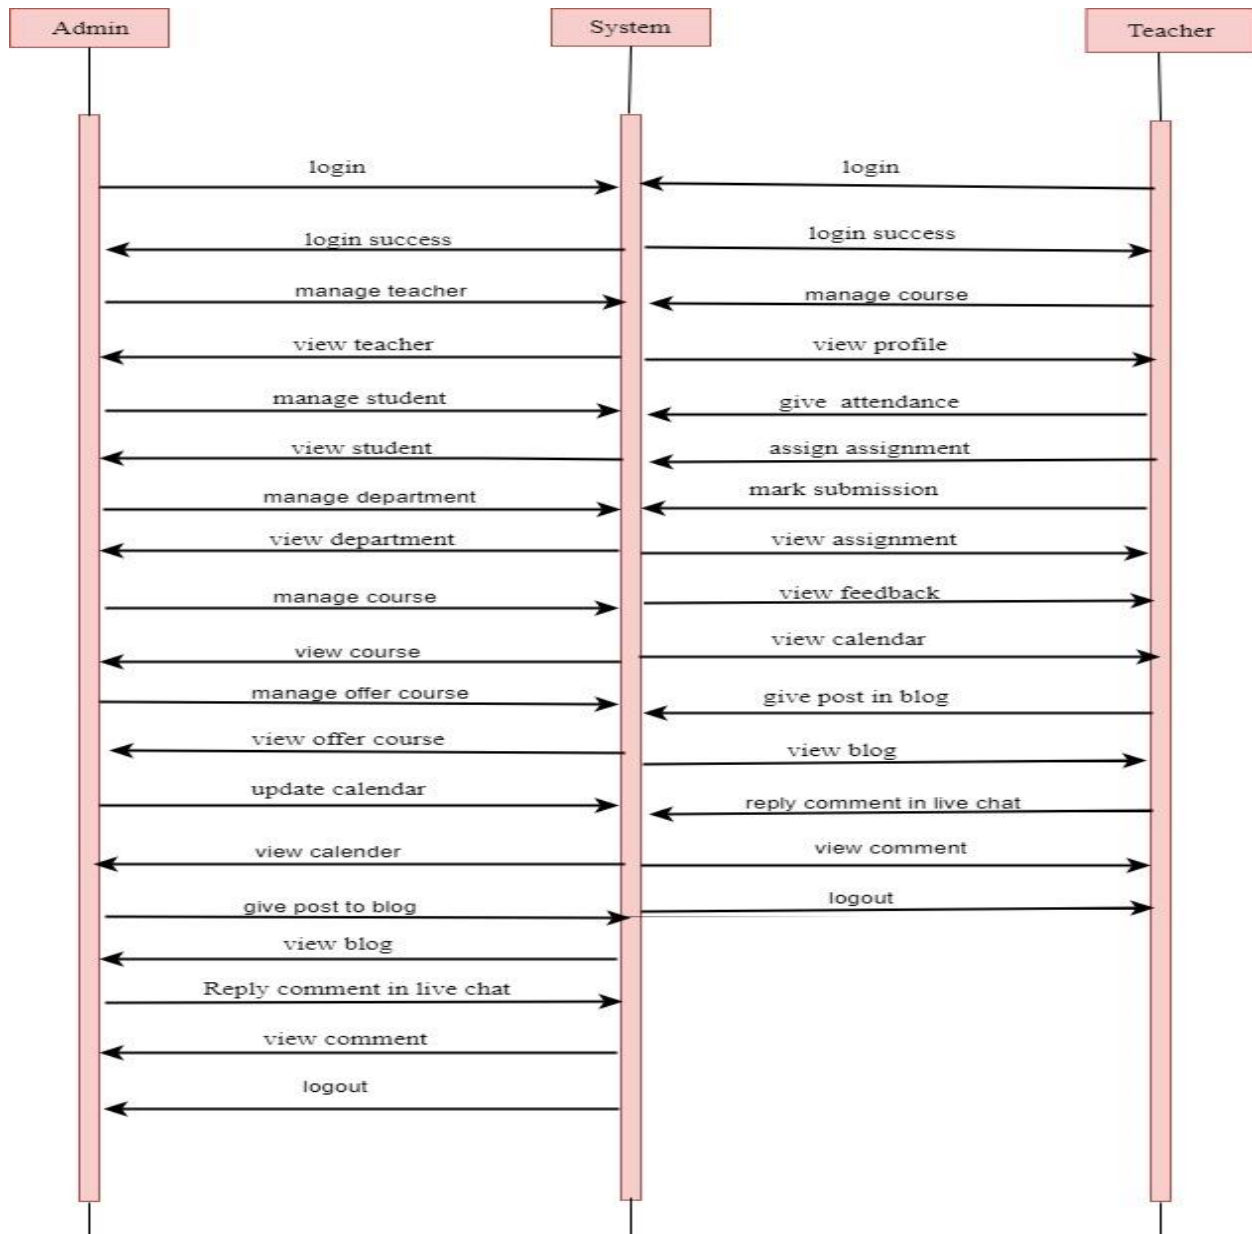 Admin
System
Teacher
login
login
login success
login success
manage teacher
manage course
view teacher
view profile
manage student
give attendance
view student
assign assignment
manage department
mark submission
view department
view assignment
manage course
view feedback
view course
view calendar
manage offer course
give post in blog
view offer course
view blog
update calendar
reply comment in live chat
view calender
view comment
give post to blog
logout
view blog
Reply comment in live chat
view comment
logout